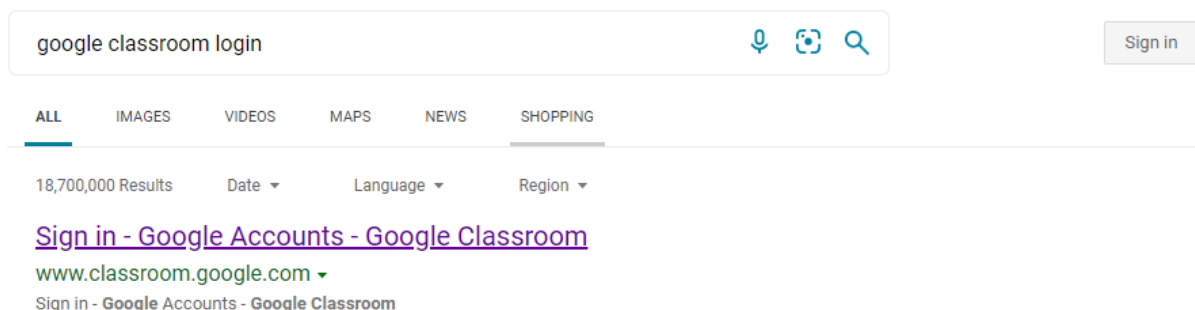 google classroom login
Sign in
ALL IMAGES VIDEOS MAPS NEWS SHOPPING
18,700,000 Results Date Language Region
Sign in - Google Accounts - Google Classroom
www.classroom.google.com
Sign in - Google Accounts - Google Classroom